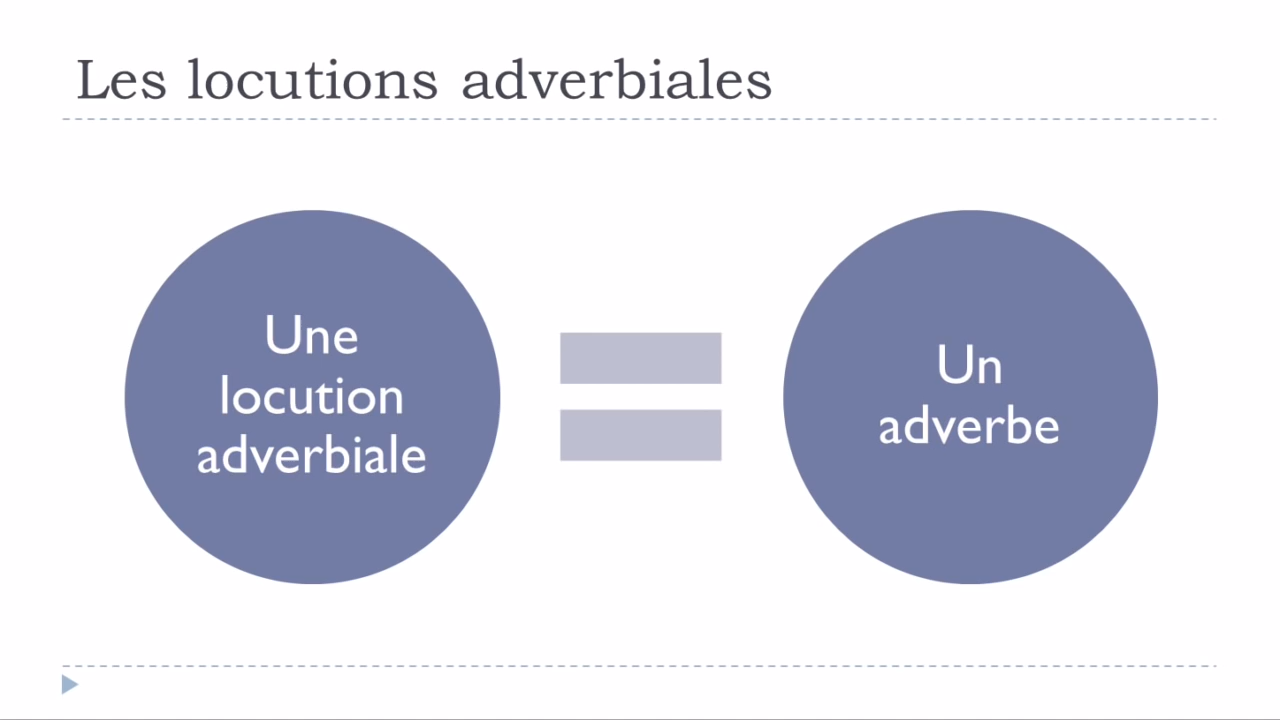 Les locutions adverbiales
Une
locution
adverbiale
Un
adverbe